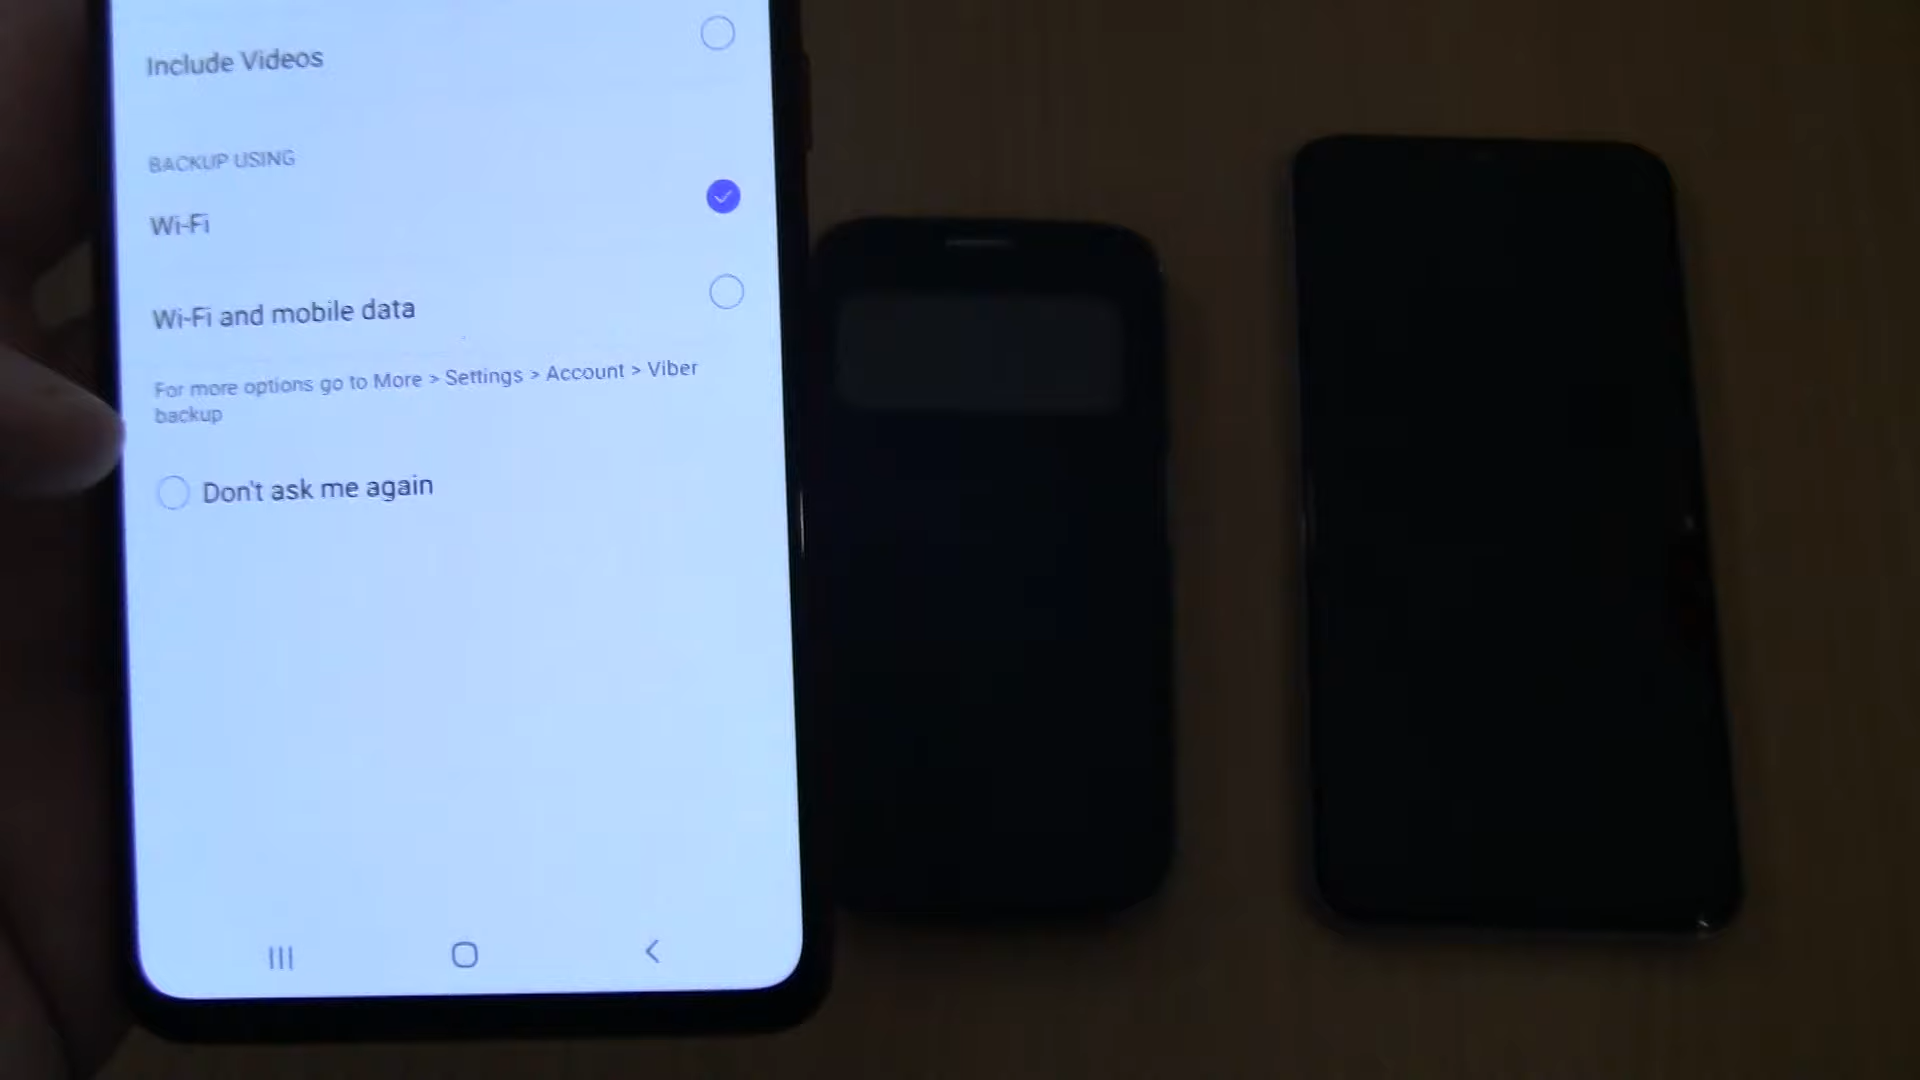 Include Videos
BACKUP USING
Wi-Fi
Wi-Fi and mobile data
For more options go to More > Settings > Account > Viber
backup
Don't ask me again